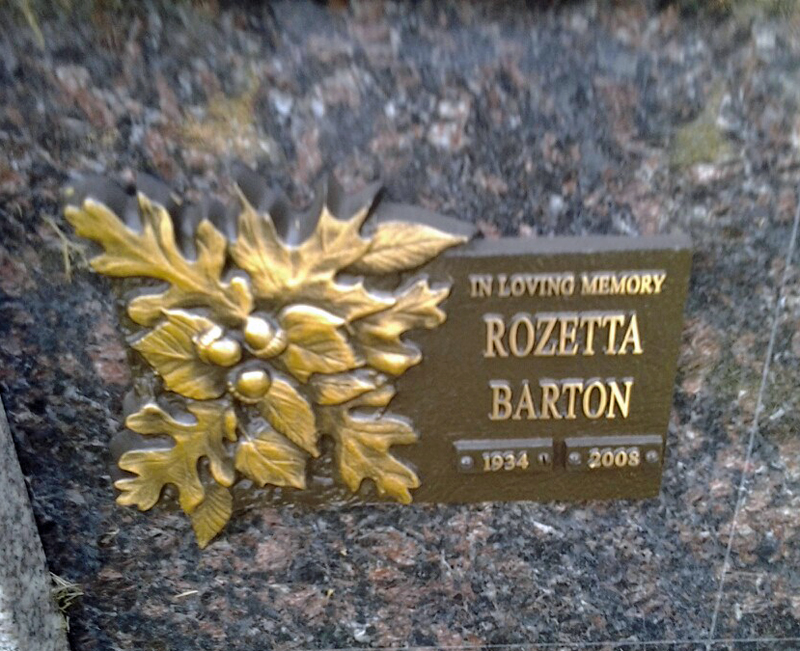 IN LOVING MEMORY
ROZETTA
BARTON
1934 2008